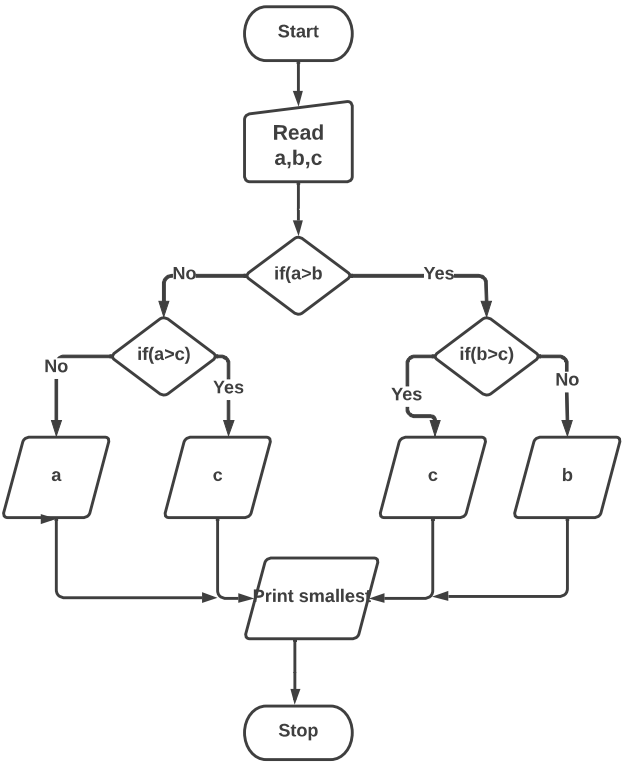 Start
Read
a,b,c
if(a>b
No
Yes
if(a>c)
if(b>c)
No
Yes
Yes
No
a
c
c
b
Print smallest
Stop